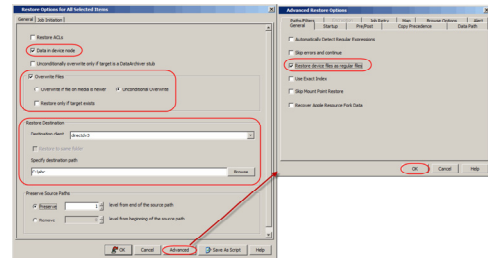 Restore Options for All Selected Items
General
Job Initiation
Restore ACLs
Data in device node
Unconditionally overwrite only if target is a DataArchiver stub
Overwrite Files
Overwrite if file on media is newer
Unconditional Overwrite
Restore only if target exists
Restore Destination
Destination client
Restore to same folder
Specify destination path
Browse
Preserve Source Paths
Preserve
1
level from end of the source path
Remove
level from beginning of the source path
OK
Cancel
Advanced
Save As Script
Help
Advanced Restore Options
Browse Options
Alert
General
Startup
Pre/Post
Copy Precedence
Data Path
Automatically Detect Regular Expressions
Skip errors and continue
Restore device files as regular files
Use Exact Index
Skip Mount Point Restore
Recover Apple Resource Fork Data
OK
Cancel
Help